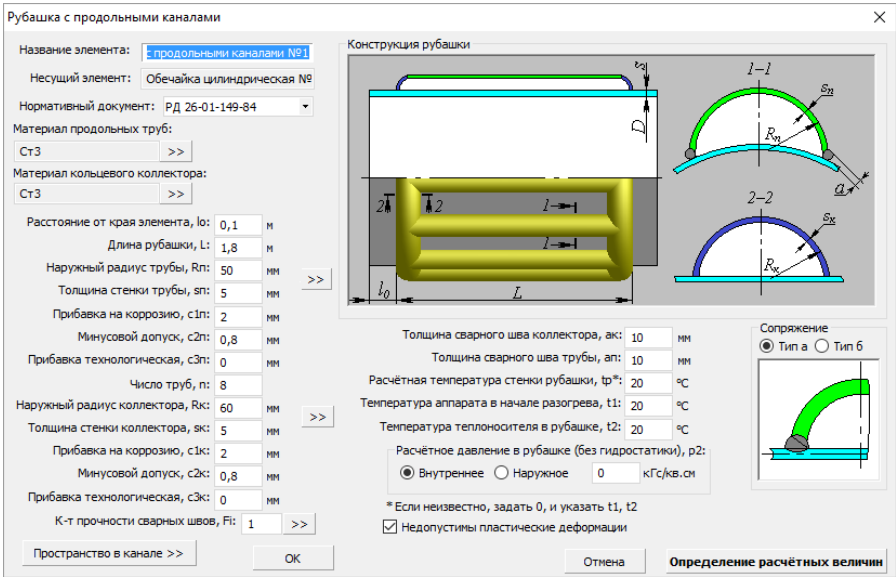 Рубашка с продольными каналами
Название элемента: с продольными каналами №1
Несущий элемент: Обечайка цилиндрическая №
Нормативный документ: РД 26-01-149-84
Материал продольных труб:
Ст3 >>
Материал кольцевого коллектора:
Ст3 >>
Расстояние от края элемента, lо: 0,1 м
Длина рубашки, L: 1,8 м
Наружный радиус трубы, Rп: 50 мм
>>
Толщина стенки трубы, sп: 5 мм
Прибавка на коррозию, c1п: 2 мм
Минусовой допуск, c2п: 0,8 мм
Прибавка технологическая, c3п: 0 мм
Число труб, n: 8
Наружный радиус коллектора, Rк: 60 мм
>>
Толщина стенки коллектора, sк: 5 мм
Прибавка на коррозию, c1к: 2 мм
Минусовой допуск, c2к: 0,8 мм
Прибавка технологическая, c3к: 0 мм
К-т прочности сварных швов, Fi: 1 >>
Пространство в канале >>
OK
Конструкция рубашки
s
D
2 2
1
1
l0
L
1-1
sп
Rп
a
2-2
sк
Rк
Толщина сварного шва коллектора, aк: 10 мм
Толщина сварного шва трубы, aп: 10 мм
Расчётная температура стенки рубашки, tр*: 20 ºC
Температура аппарата в начале разогрева, t1: 20 ºC
Температура теплоносителя в рубашке, t2: 20 ºC
Расчётное давление в рубашке (без гидростатики), p2:
Внутреннее Наружное 0 кГс/кв.см
* Если неизвестно, задать 0, и указать t1, t2
Недопустимы пластические деформации
Сопряжение
Тип а Тип б
Отмена
Определение расчётных величин